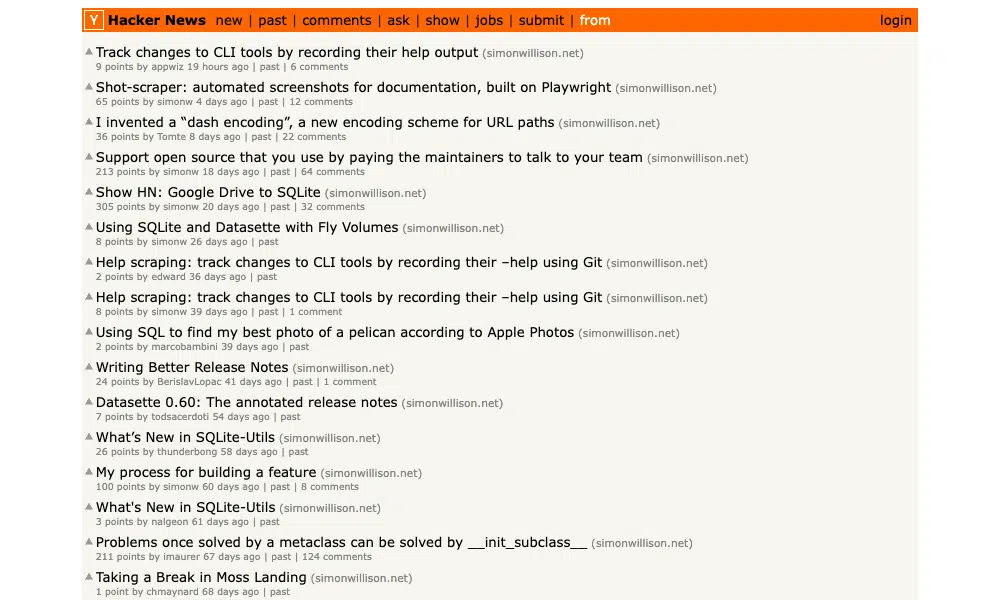 Y Hacker News new | past | comments | ask | show | jobs | submit | from login
Track changes to CLI tools by recording their help output (simonwillison.net)
9 points by appwiz 19 hours ago | past | 6 comments
Shot-scraper: automated screenshots for documentation, built on Playwright (simonwillison.net)
65 points by simonw 4 days ago | past | 12 comments
I invented a “dash encoding”, a new encoding scheme for URL paths (simonwillison.net)
36 points by Tomte 8 days ago | past | 22 comments
Support open source that you use by paying the maintainers to talk to your team (simonwillison.net)
213 points by simonw 18 days ago | past | 64 comments
Show HN: Google Drive to SQLite (simonwillison.net)
305 points by simw 20 days ago | past | 32 comments
Using SQLite and Datasette with Fly Volumes (simonwillison.net)
8 points by simonw 26 days ago | past
Help scraping: track changes to CLI tools by recording their –help using Git (simonwillison.net)
2 points by edward 36 days ago | past
Help scraping: track changes to CLI tools by recording their –help using Git (simonwillison.net)
8 points by simonw 39 days ago | past | 1 comment
Using SQL to find my best photo of a pelican according to Apple Photos (simonwillison.net)
2 points by marcobambini 39 days ago | past
Writing Better Release Notes (simonwillison.net)
24 points by BerislavLopac 41 days ago | past | 1 comment
Datasette 0.60: The annotated release notes (simonwillison.net)
7 points by todsacerdoti 54 days ago | past
What’s New in SQLite-Utils (simonwillison.net)
26 points by thunderbong 58 days ago | past
My process for building a feature (simonwillison.net)
100 points by simonw 60 days ago | past | 8 comments
What's New in SQLite-Utils (simonwillison.net)
3 points by nalgeon 61 days ago | past
Problems once solved by a metaclass can be solved by __init_subclass__ (simonwillison.net)
211 points by imaurer 67 days ago | past | 124 comments
Taking a Break in Moss Landing (simonwillison.net)
1 point by chmaynard 68 days ago | past